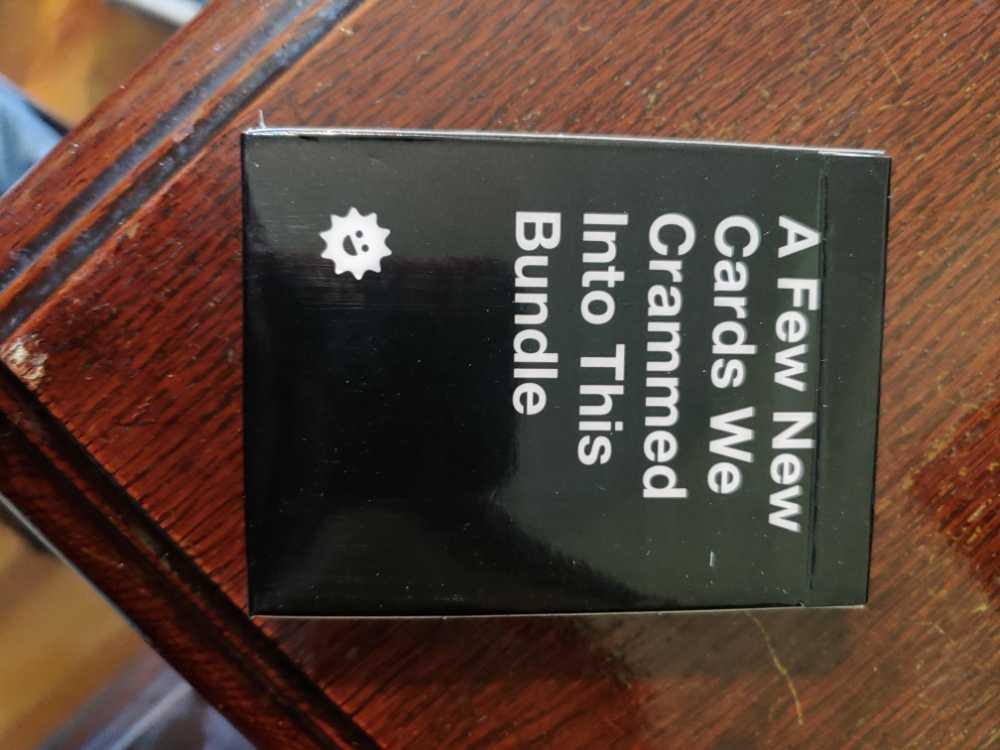 A Few New
Cards We
Crammed
Into This
Bundle